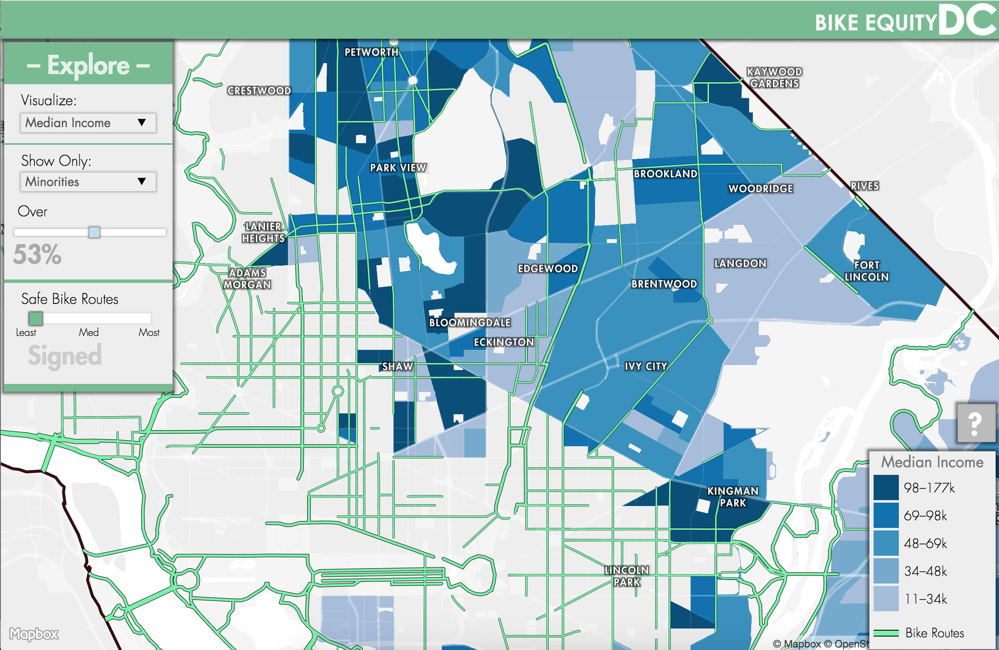 BIKE EQUITY DC
– Explore –
Visualize:
Median Income ▼
Show Only:
Minorities ▼
Over
53%
Safe Bike Routes
Least Med Most
Signed
PETWORTH
CRESTWOOD
KAYWOOD
GARDENS
PARK VIEW
BROOKLAND
WOODRIDGE
RIVES
LANIER
HEIGHTS
ADAMS
MORGAN
EDGEWOOD
LANGDON
FORT
LINCOLN
BRENTWOOD
BLOOMINGDALE
ECKINGTON
SHAW
IVY CITY
KINGMAN
PARK
LINCOLN
PARK
?
Median Income
98–177k
69–98k
48–69k
34–48k
11–34k
Bike Routes
Mapbox
© Mapbox © OpenSt